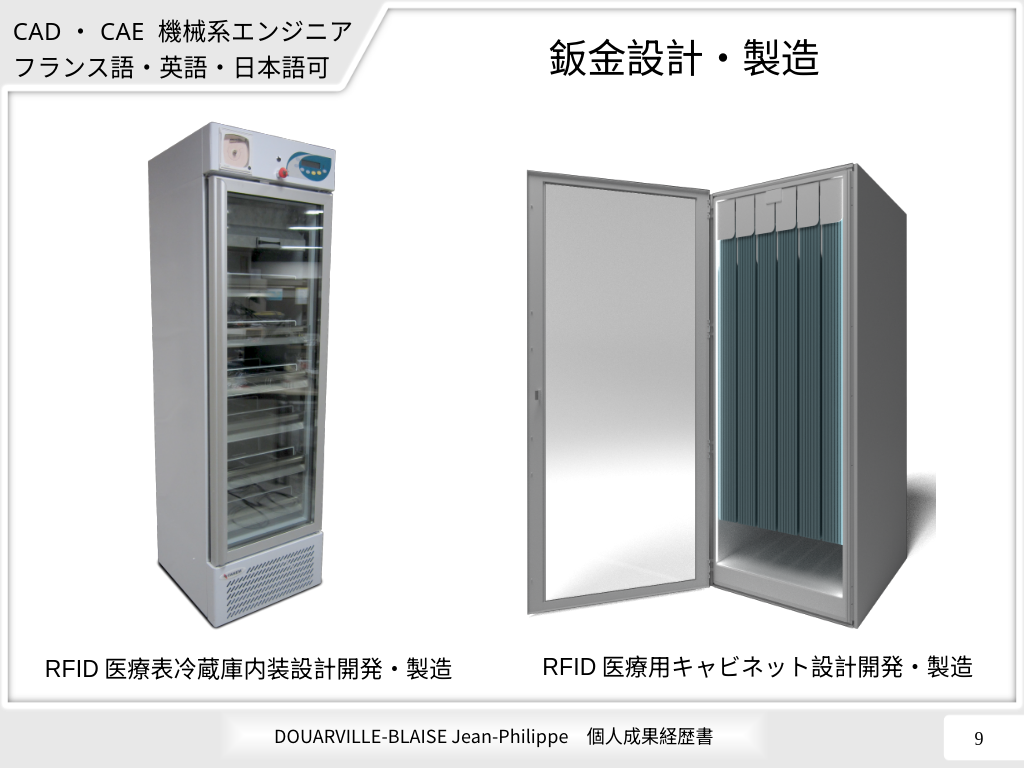 CAD ・ CAE 機械系エンジニア
フランス語・英語・日本語可
鈑金設計・製造
RFID 医療表冷蔵庫内装設計開発・製造
RFID 医療用キャビネット設計開発・製造
DOUARVILLE-BLAISE Jean-Philippe　個人成果経歴書
9